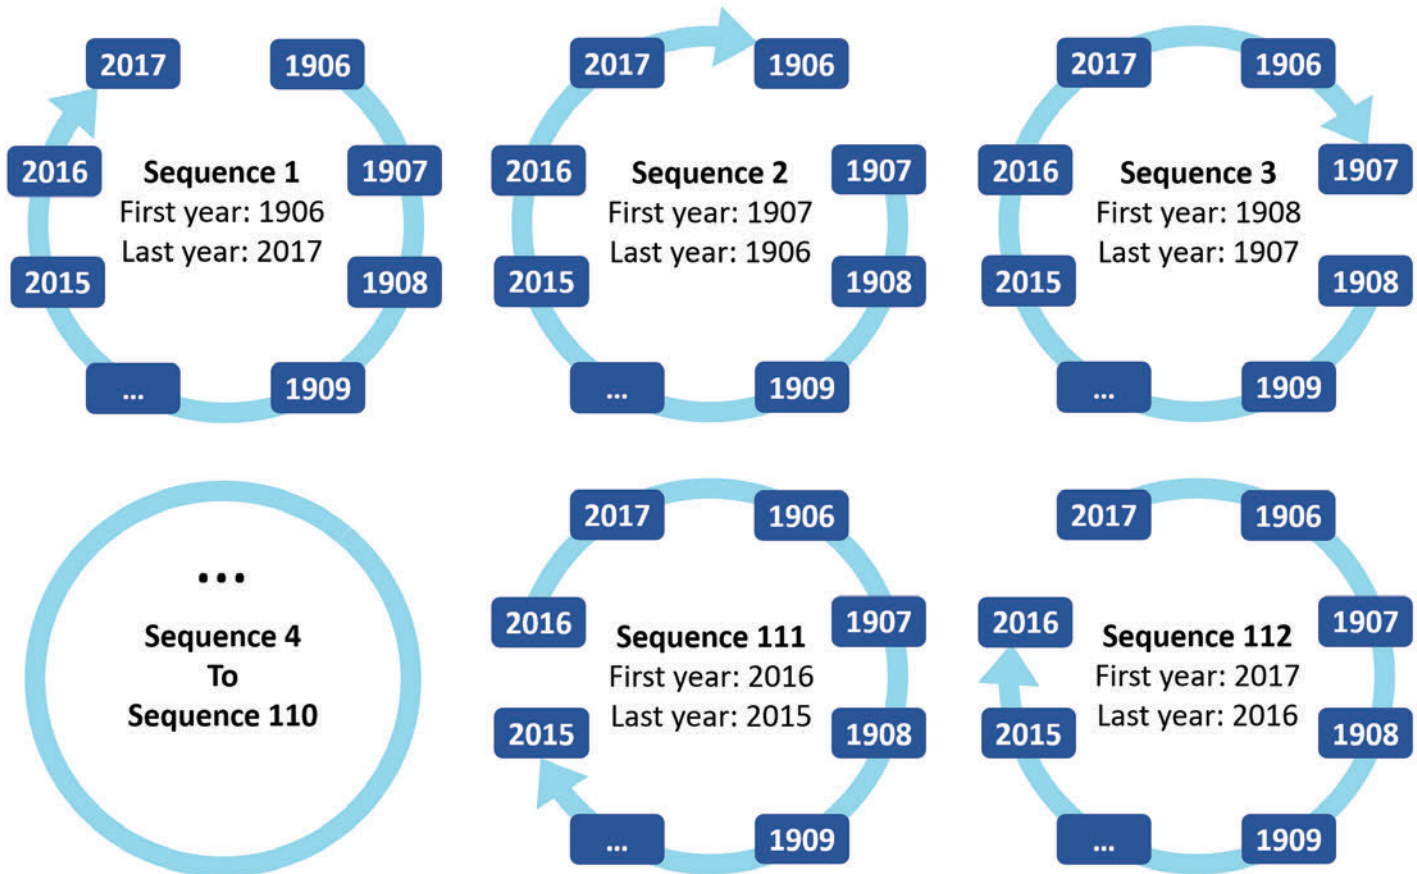 2017
1906
2016
Sequence 1
1907
First year: 1906
Last year: 2017
2015
1908
...
1909
2017
1906
2016
Sequence 2
1907
First year: 1907
Last year: 1906
2015
1908
...
1909
2017
1906
2016
Sequence 3
1907
First year: 1908
Last year: 1907
2015
1908
...
1909
...
Sequence 4
To
Sequence 110
2017
1906
2016
Sequence 111
1907
First year: 2016
Last year: 2015
2015
1908
...
1909
2017
1906
2016
Sequence 112
1907
First year: 2017
Last year: 2016
2015
1908
...
1909